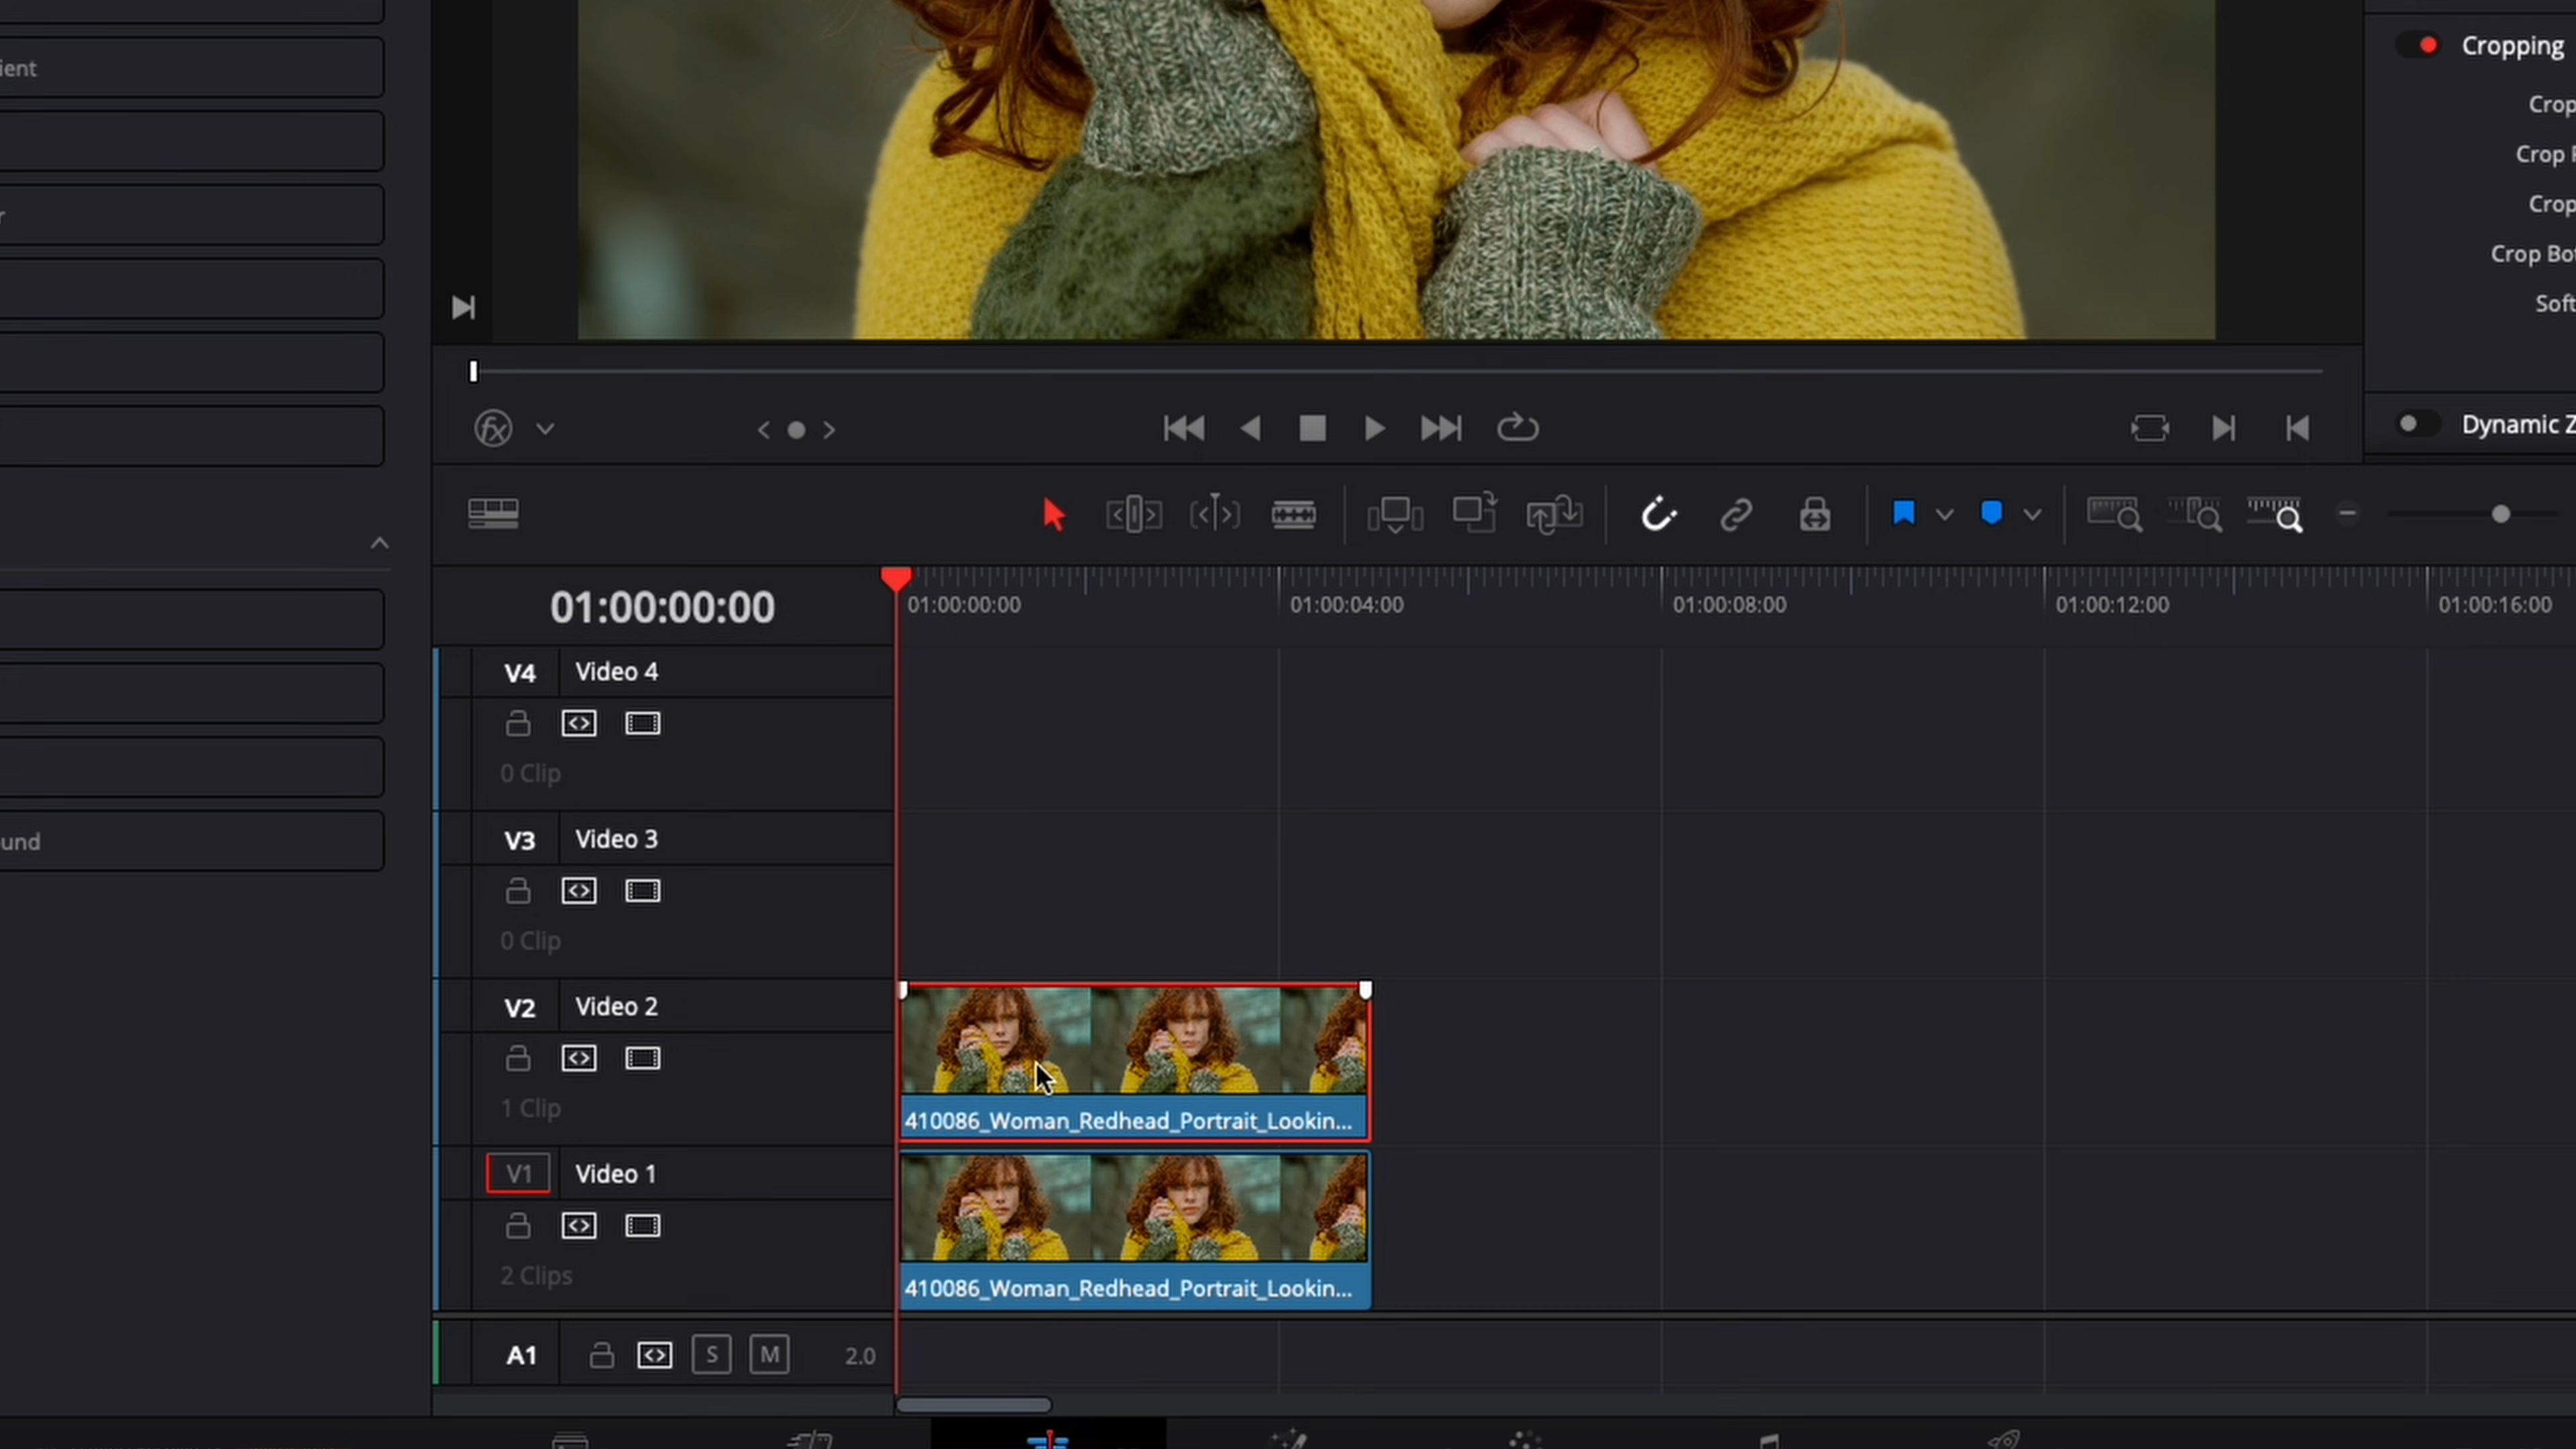 ient
r
und
Cropping
Crop
Crop
Crop
Crop
Soft
Dynamic
01:00:00:00
01:00:00:00
01:00:04:00
01:00:08:00
01:00:12:00
01:00:16:00
V4 Video 4
0 Clip
V3 Video 3
0 Clip
V2 Video 2
1 Clip
410086_Woman_Redhead_Portrait_Lookin...
V1 Video 1
2 Clips
410086_Woman_Redhead_Portrait_Lookin...
A1 S M 2.0